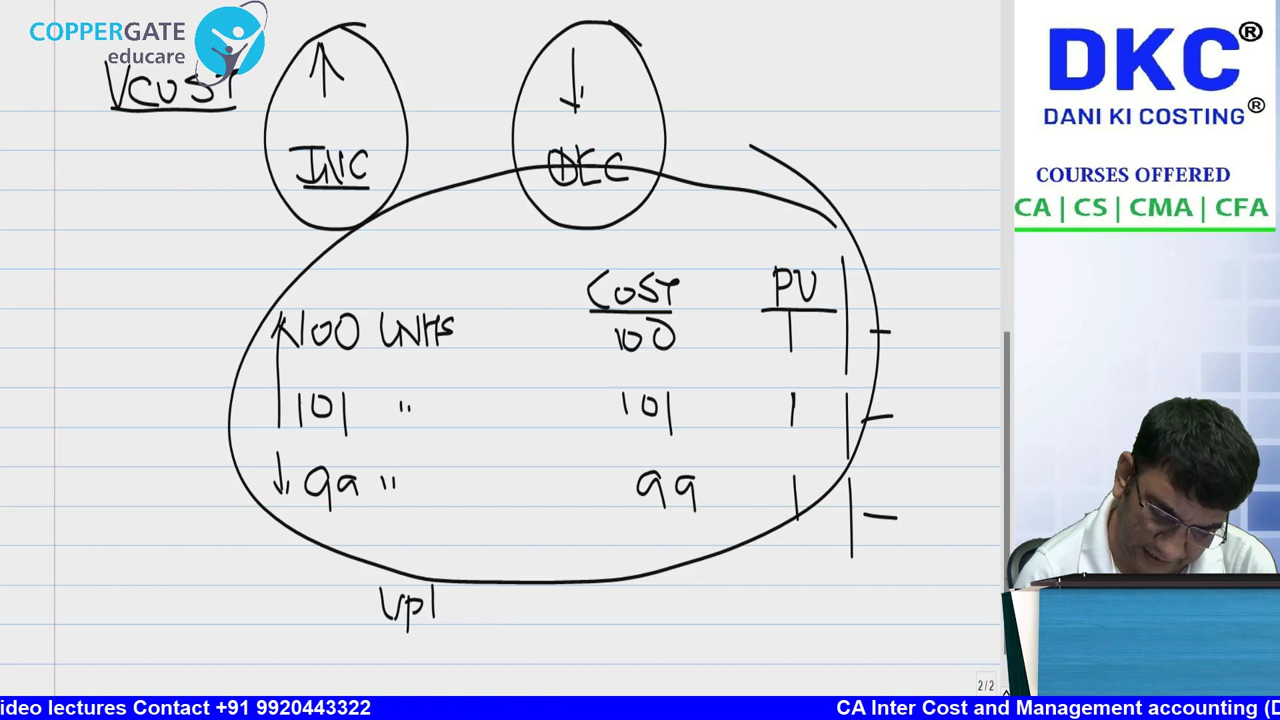 COPPERGATE
educare
VCOST
INC
DEC
COST PU
100 UNITS 100 1
101 " 101 1
99 " 99 1
DKC®
DANI KI COSTING®
COURSES OFFERED
CA | CS | CMA | CFA
2/2
ideo lectures Contact +91 9920443322
CA Inter Cost and Management accounting (D